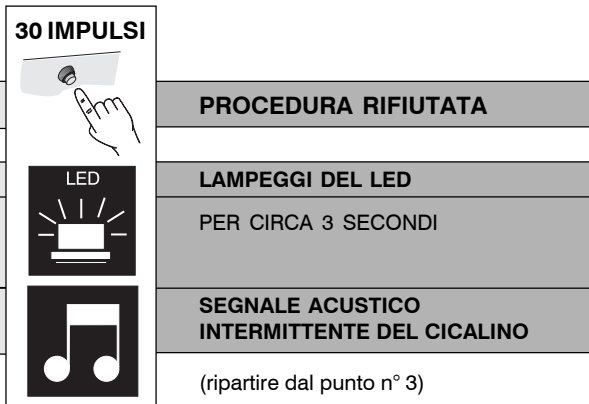 30 IMPULSI
PROCEDURA RIFIUTATA
LED
LAMPEGGI DEL LED
PER CIRCA 3 SECONDI
SEGNALE ACUSTICO
INTERMITTENTE DEL CICALINO
(ripartire dal punto n° 3)